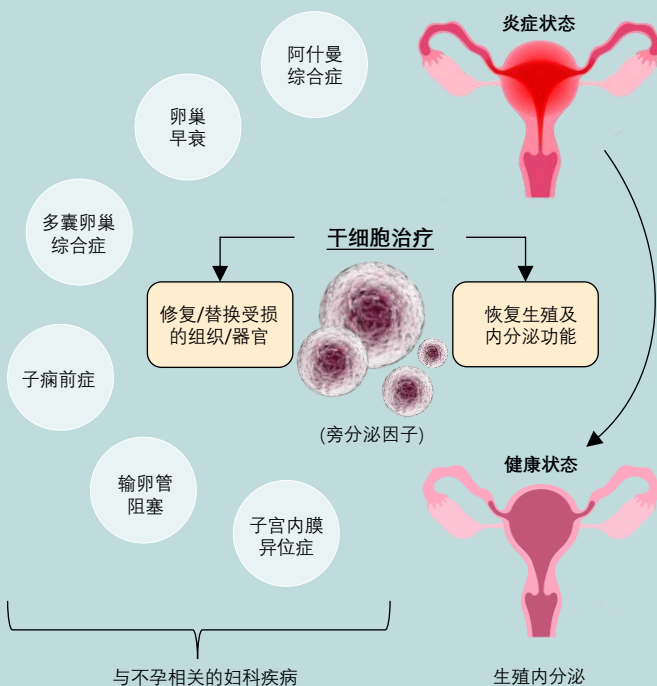 炎症状态
阿什曼
综合症
卵巢
早衰
多囊卵巢
综合症
干细胞治疗
修复/替换受损
的组织/器官
恢复生殖及
内分泌功能
子痫前症
(旁分泌因子)
健康状态
输卵管
阻塞
子宫内膜
异位症
与不孕相关的妇科疾病
生殖内分泌